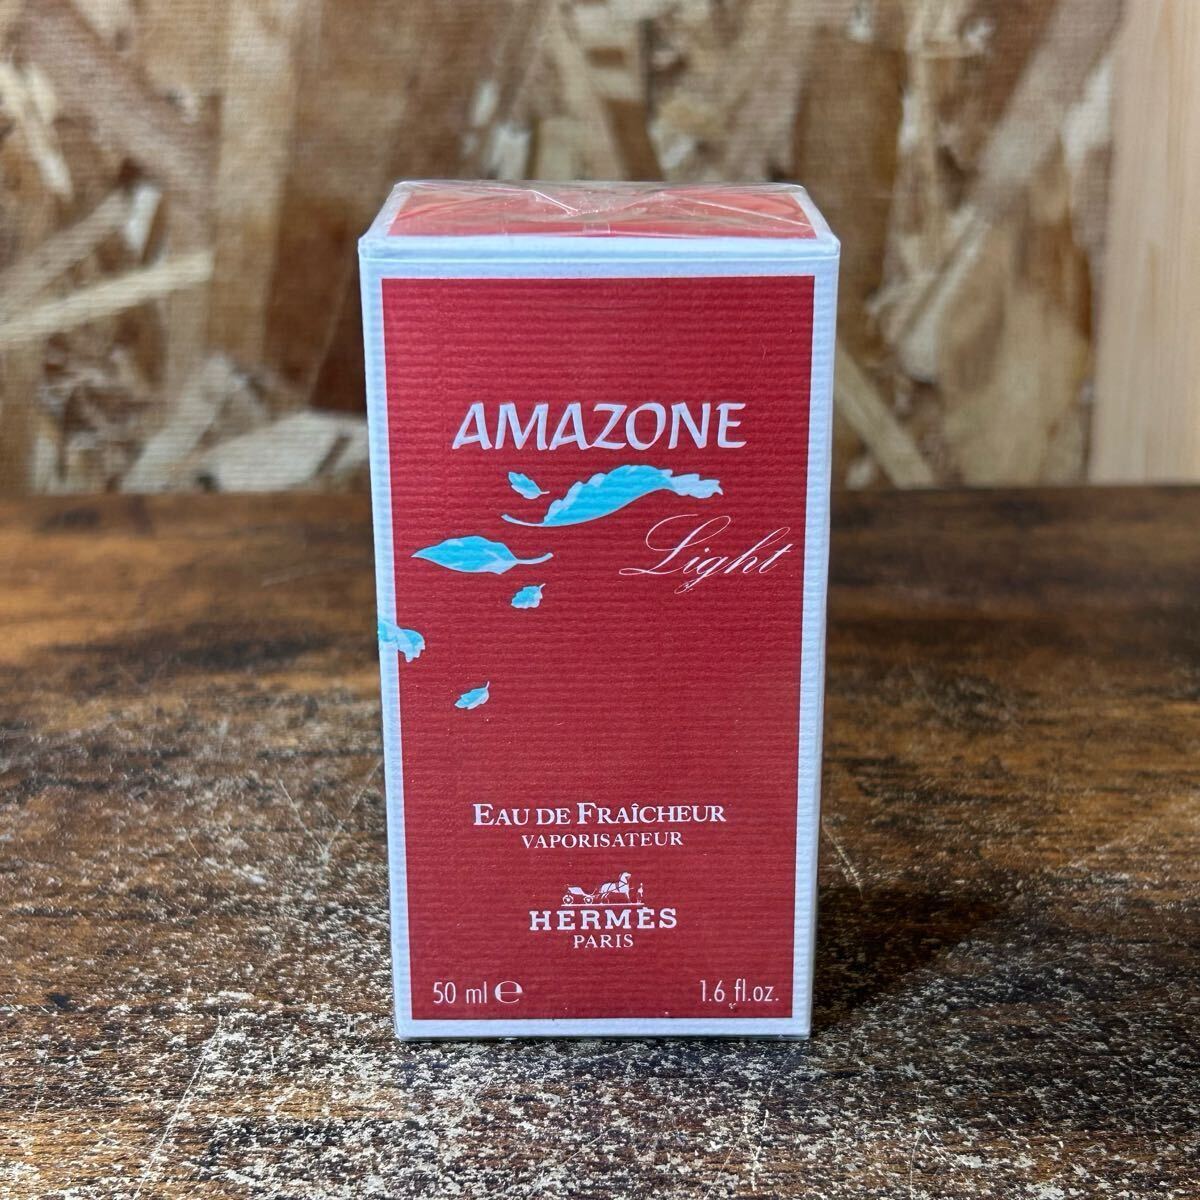 AMAZONE
Light
EAU DE FRAÎCHEUR
VAPORISATEUR
HERMÈS
PARIS
50 ml ℮ 1.6 fl.oz.